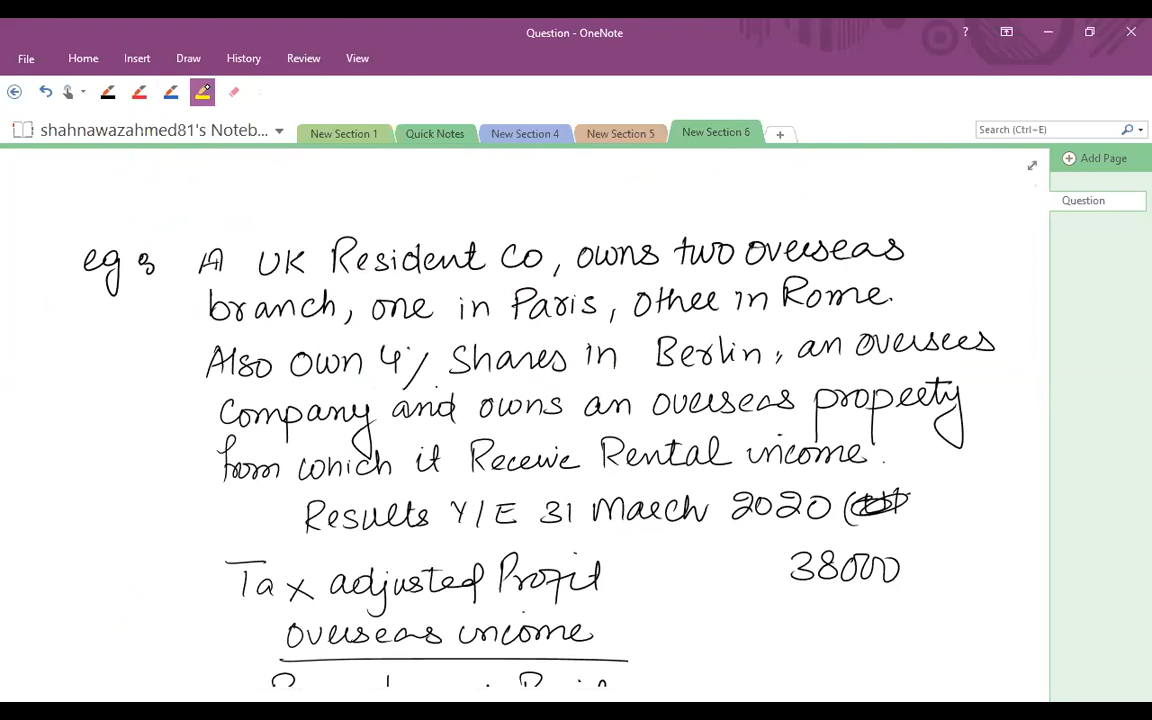 Question - OneNote
?
File Home Insert Draw History Review View
shahnawazahmed81's Noteb... New Section 1 Quick Notes New Section 4 New Section 5 New Section 6 Search (Ctrl+E)
Add Page
Question
eg 3 A UK Resident Co, owns two overseas
branch, one in Paris, other in Rome.
Also own 4% Shares in Berlin, an oversees
company and owns an overseas property
from which it Receive Rental income.
Results Y/E 31 March 2020 (
Tax adjusted Profit 38000
overseas income